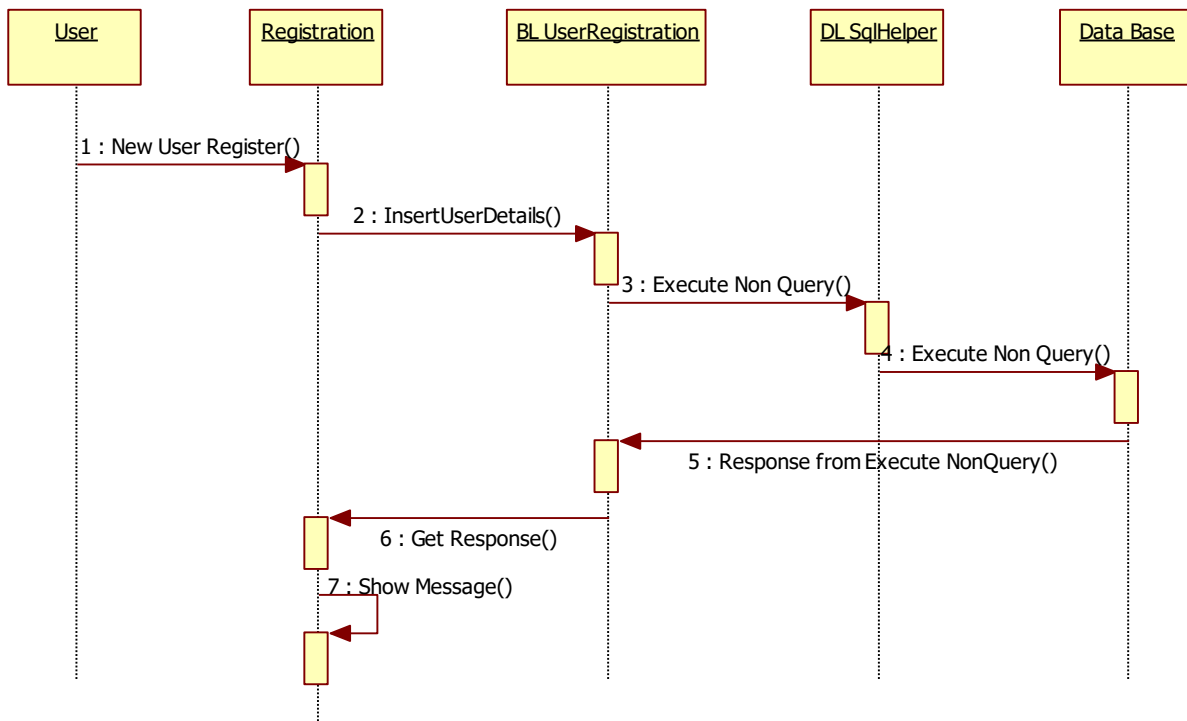 User
Registration
BL UserRegistration
DL SqlHelper
Data Base
1 : New User Register()
2 : InsertUserDetails()
3 : Execute Non Query()
4 : Execute Non Query()
5 : Response from Execute NonQuery()
6 : Get Response()
7 : Show Message()